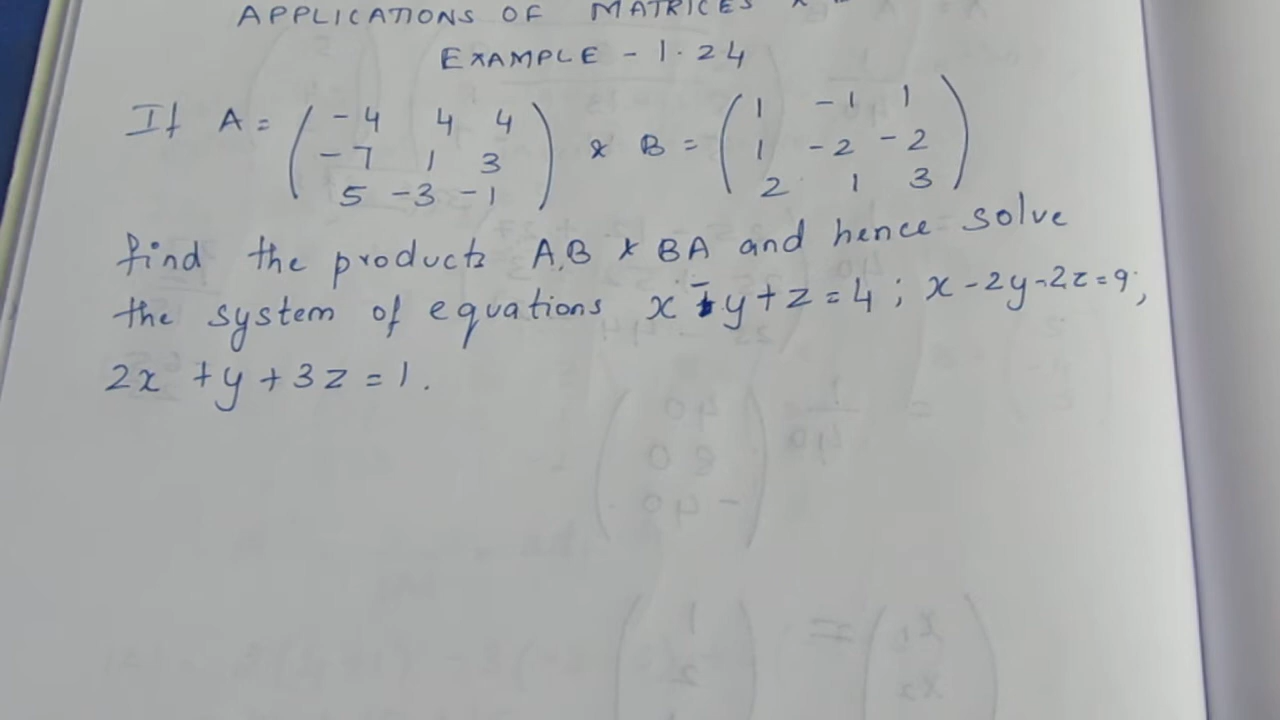 APPLICATIONS OF MATRICES
EXAMPLE - 1.24
If A = ( -4 4 4 ) & B = ( 1 -1 1 )
-7 1 3 1 -2 -2
5 -3 -1 2 1 3
find the products AB & BA and hence solve
the system of equations x - y + z = 4 ; x - 2y - 2z = 9 ;
2x + y + 3z = 1 .